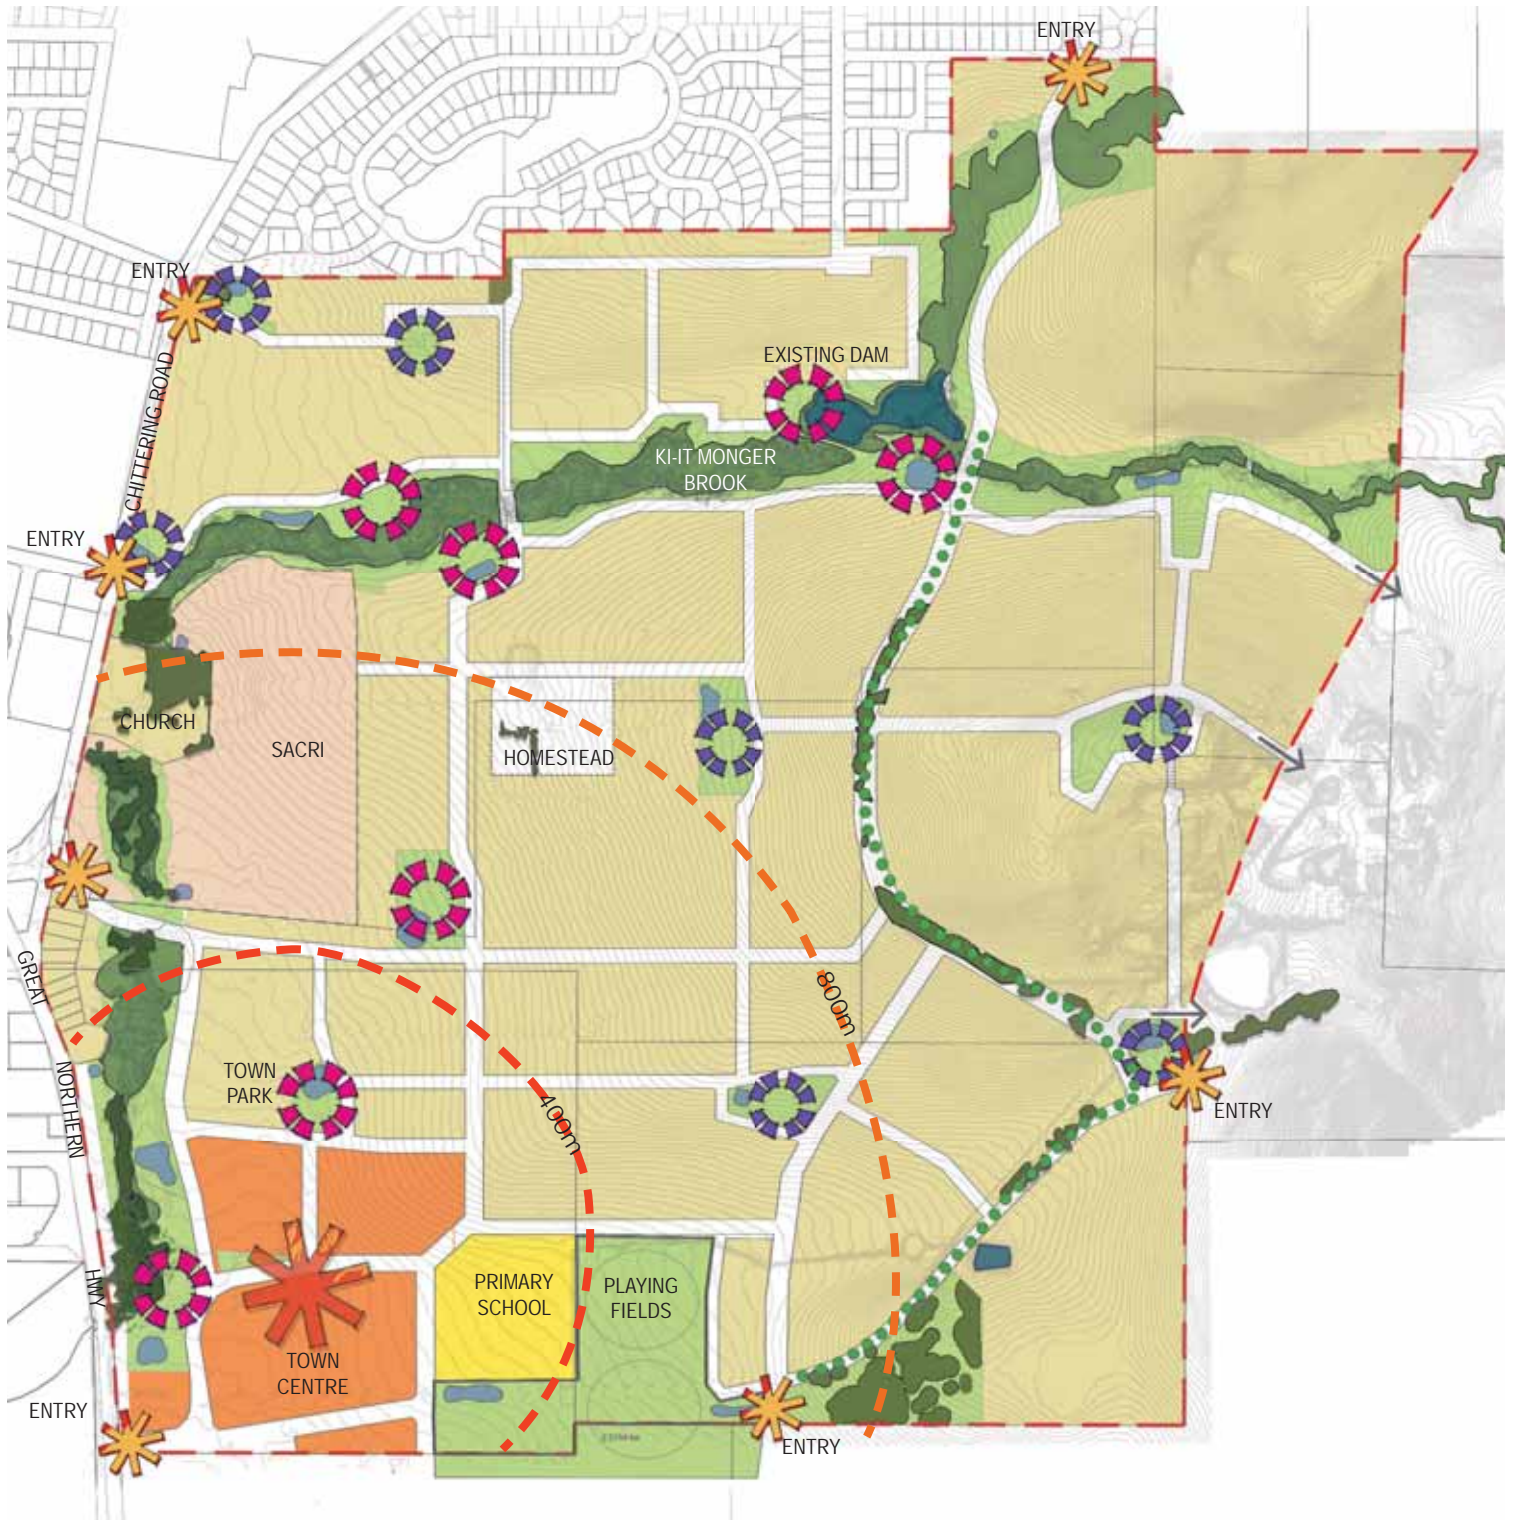 ENTRY
ENTRY
EXISTING DAM
CHITTERING ROAD
KI-IT MONGER
BROOK
ENTRY
CHURCH
SACRI
HOMESTEAD
GREAT
NORTHERN
HWY
800m
TOWN
PARK
400m
ENTRY
PRIMARY
SCHOOL
PLAYING
FIELDS
TOWN
CENTRE
ENTRY
ENTRY